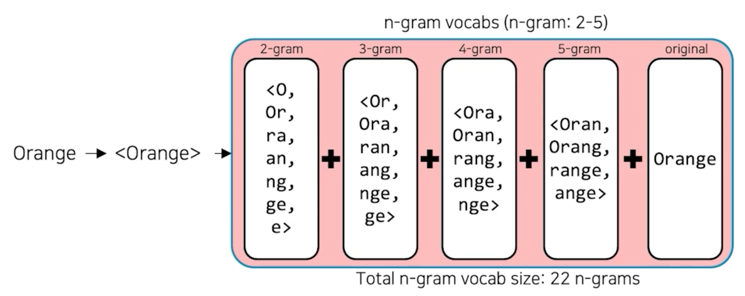 n-gram vocabs (n-gram: 2-5)
2-gram 3-gram 4-gram 5-gram original
Orange → <Orange> →
<O,
Or,
ra,
an,
ng,
ge,
e>
+
<Or,
Ora,
ran,
ang,
nge,
ge>
+
<Ora,
Oran,
rang,
ange,
nge>
+
<Oran,
Orang,
range,
ange>
+
Orange
Total n-gram vocab size: 22 n-grams